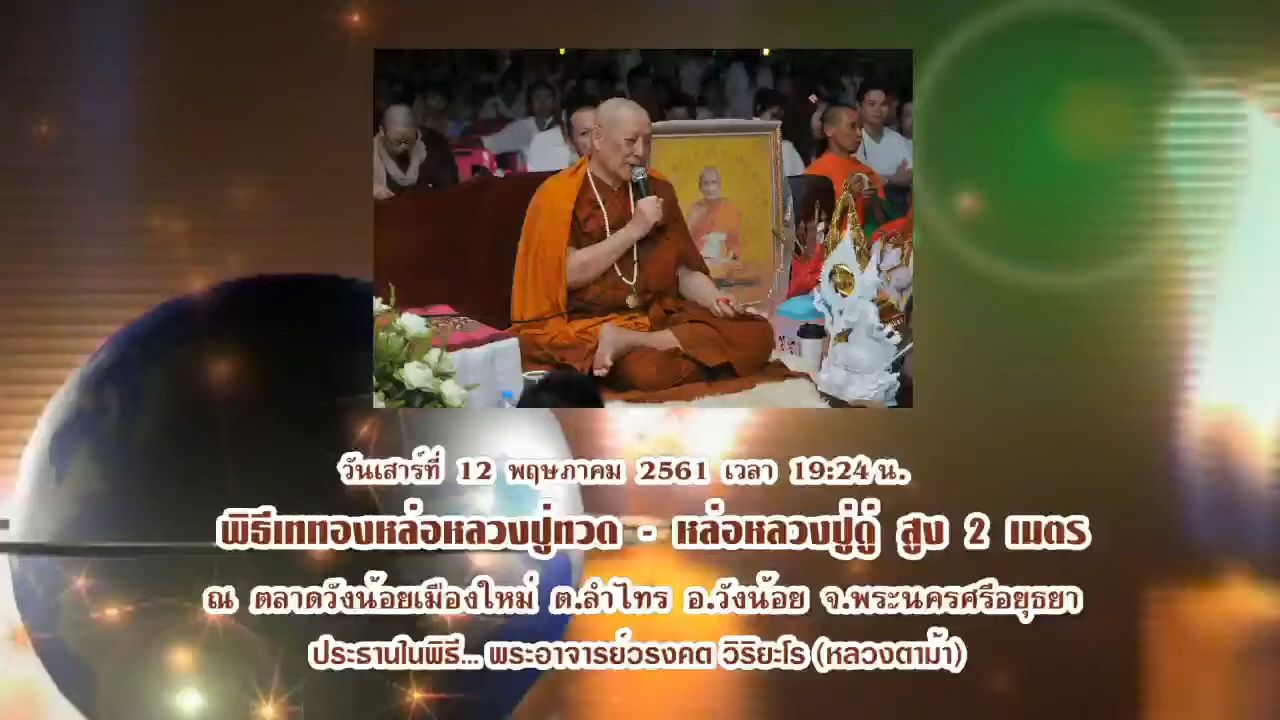 วันเสาร์ที่ 12 พฤษภาคม 2561 เวลา 19:24 น.
พิธีเททองหล่อหลวงปู่ทวด - หล่อหลวงปู่ดู่ สูง 2 เมตร
ณ ตลาดวังน้อยเมืองใหม่ ต.ลำไทร อ.วังน้อย จ.พระนครศรีอยุธยา
ประธานในพิธี... พระอาจารย์วรงคต วิริยะโร (หลวงตาม้า)